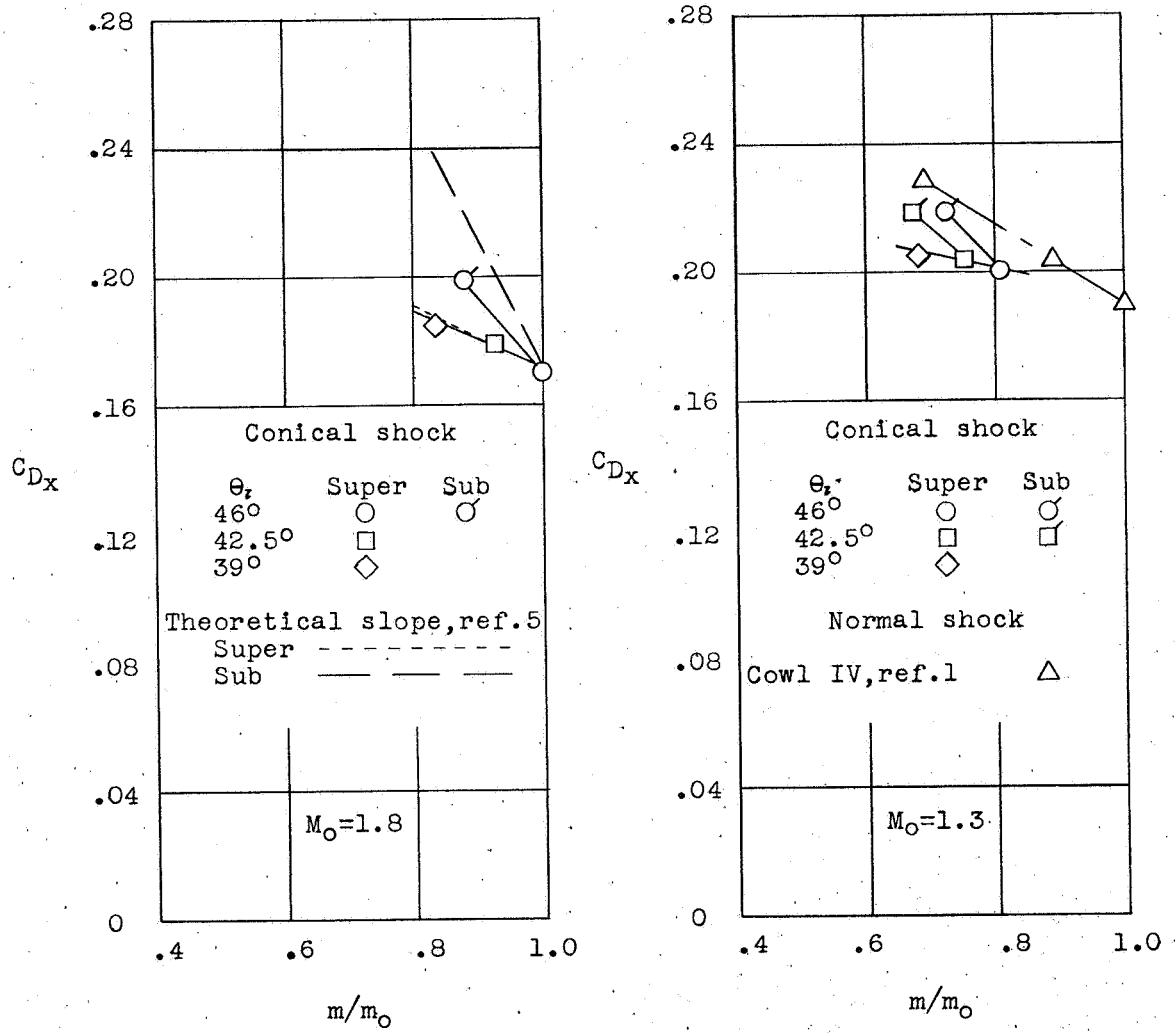 .28
.24
.20
.16
.12
.08
.04
0
C_Dx
Conical shock
θ_l Super Sub
46°
42.5°
39°
Theoretical slope,ref.5
Super
Sub
M_o=1.8
.4 .6 .8 1.0
m/m_o
.28
.24
.20
.16
.12
.08
.04
0
C_Dx
Conical shock
θ_l Super Sub
46°
42.5°
39°
Normal shock
Cowl IV,ref.1
M_o=1.3
.4 .6 .8 1.0
m/m_o